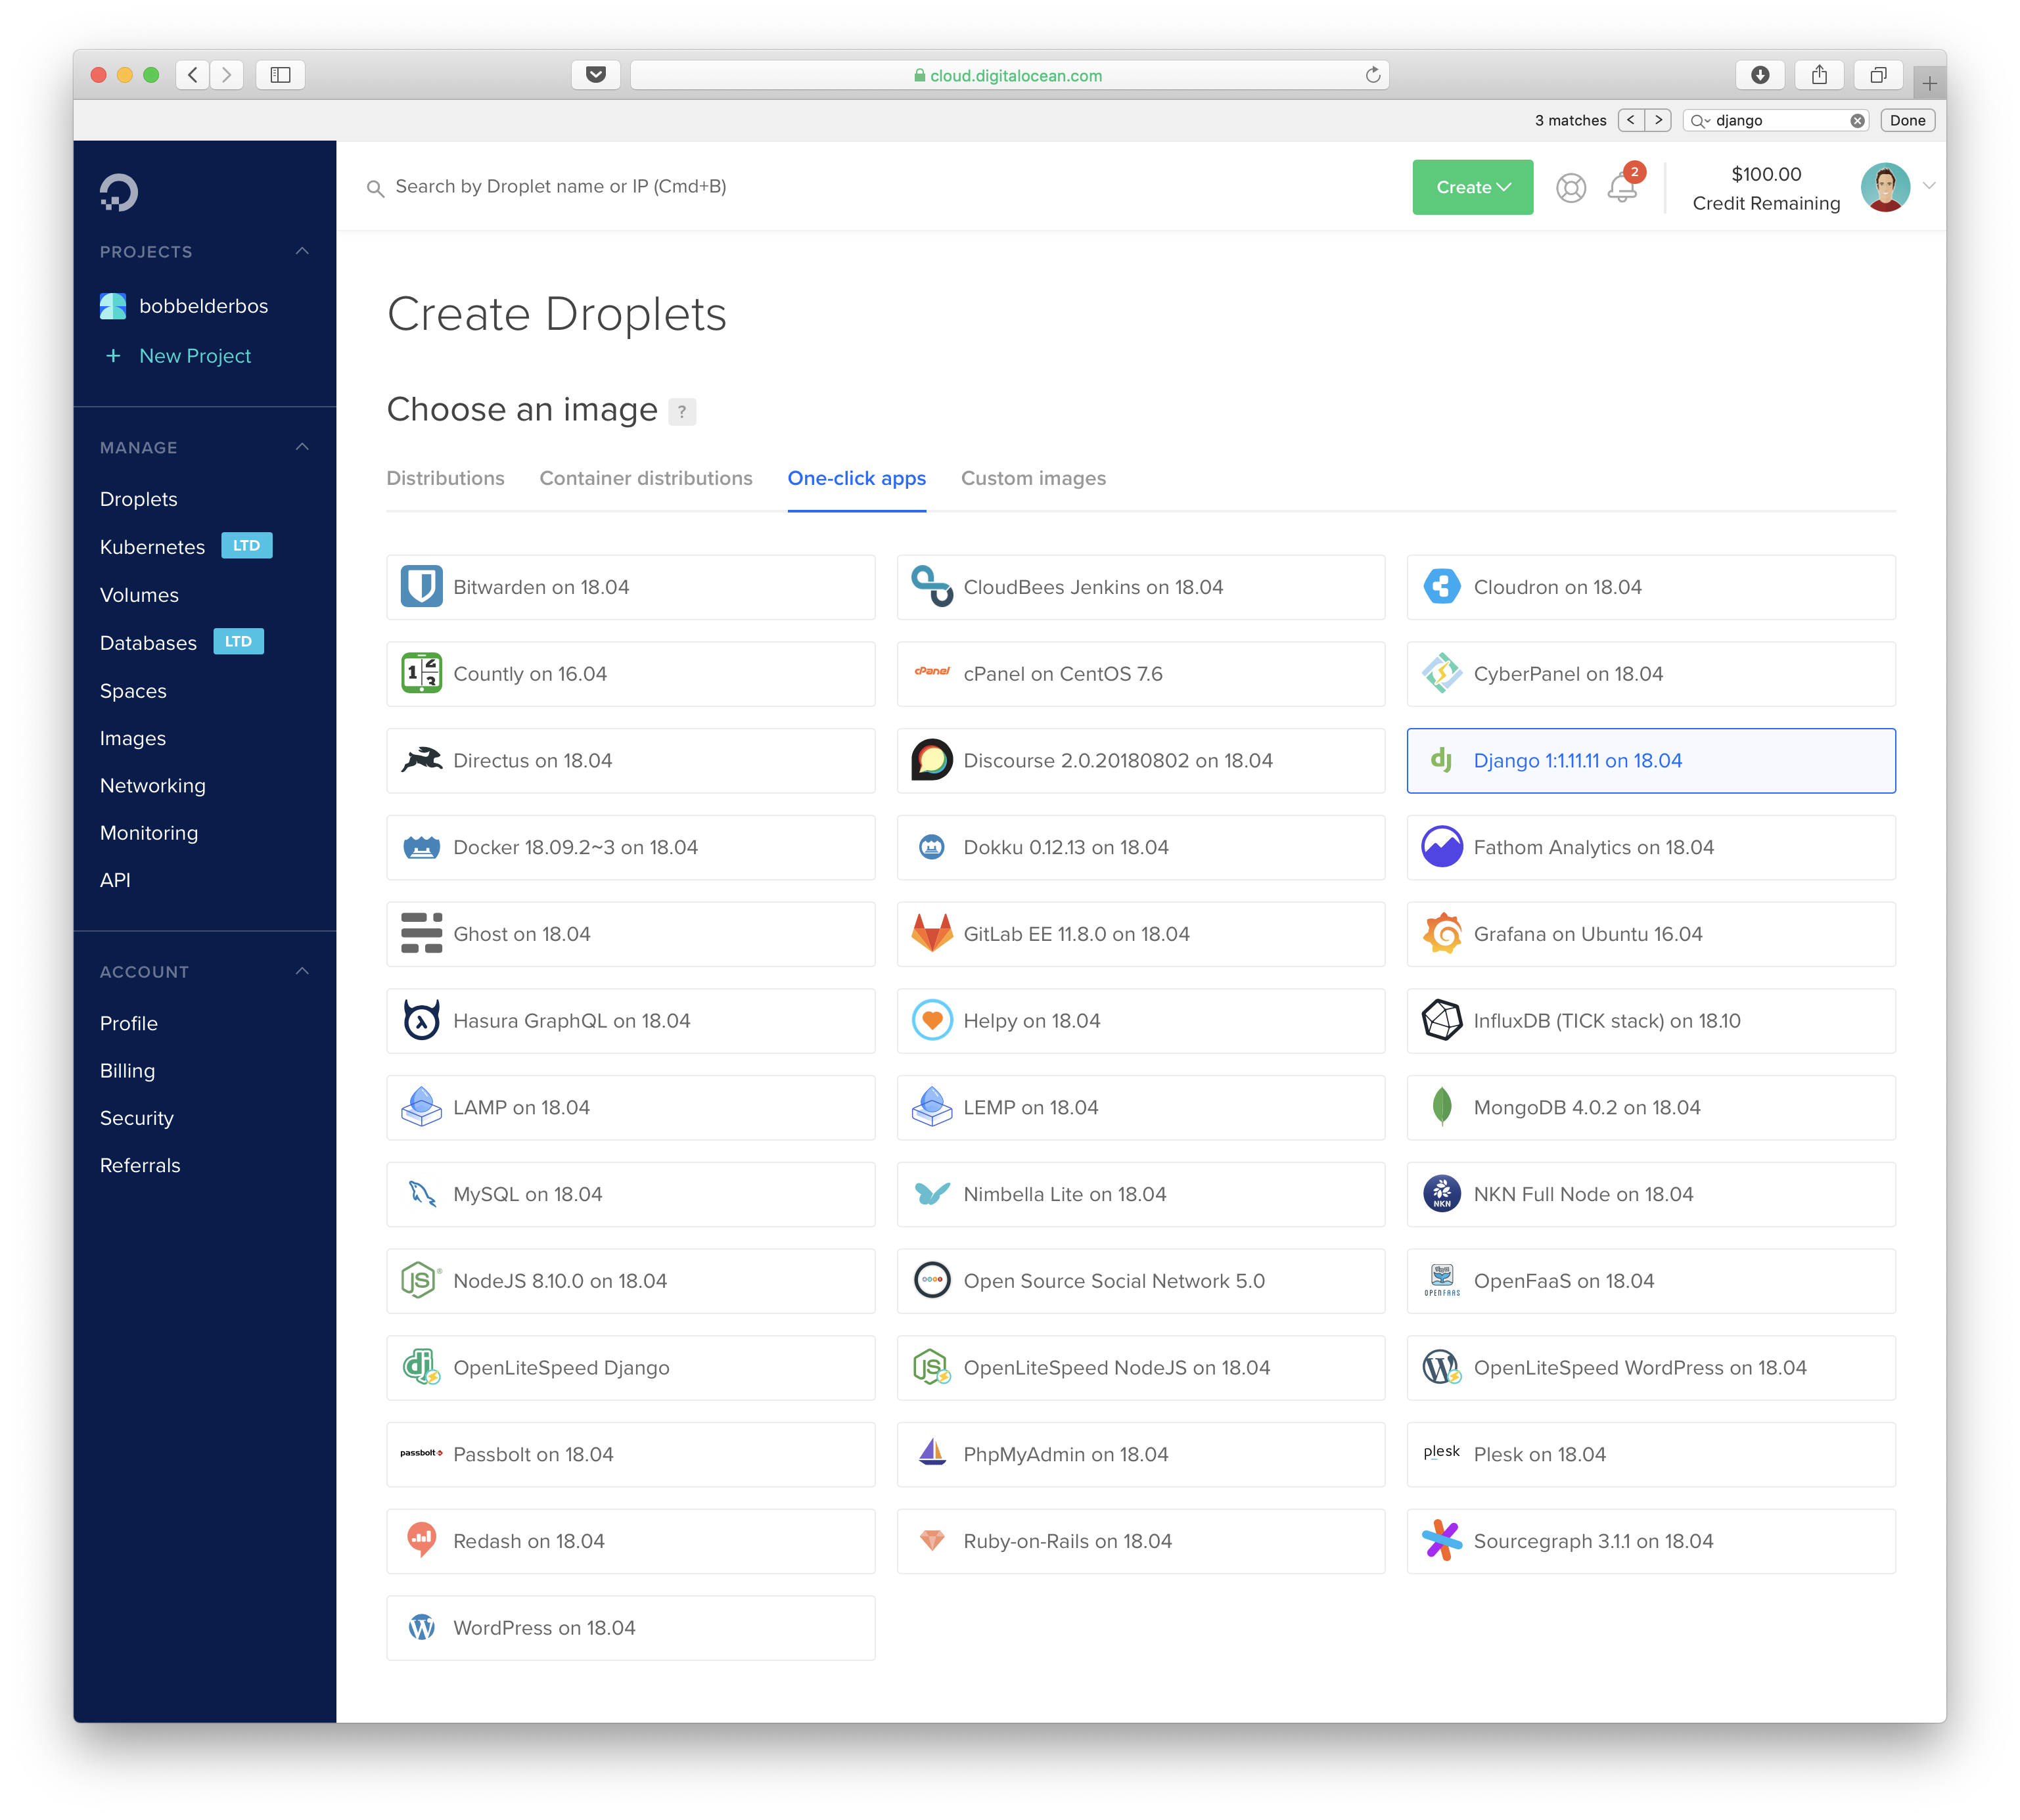 cloud.digitalocean.com
3 matches
django
Done
Search by Droplet name or IP (Cmd+B)
Create
2
$100.00
Credit Remaining
PROJECTS
bobbelderbos
+ New Project
MANAGE
Droplets
Kubernetes LTD
Volumes
Databases LTD
Spaces
Images
Networking
Monitoring
API
ACCOUNT
Profile
Billing
Security
Referrals
Create Droplets
Choose an image ?
Distributions
Container distributions
One-click apps
Custom images
Bitwarden on 18.04
CloudBees Jenkins on 18.04
Cloudron on 18.04
1 2 3
Countly on 16.04
cPanel
cPanel on CentOS 7.6
CyberPanel on 18.04
Directus on 18.04
Discourse 2.0.20180802 on 18.04
dj
Django 1:1.11.11 on 18.04
Docker 18.09.2~3 on 18.04
Dokku 0.12.13 on 18.04
Fathom Analytics on 18.04
Ghost on 18.04
GitLab EE 11.8.0 on 18.04
Grafana on Ubuntu 16.04
Hasura GraphQL on 18.04
Helpy on 18.04
InfluxDB (TICK stack) on 18.10
LAMP on 18.04
LEMP on 18.04
MongoDB 4.0.2 on 18.04
MySQL on 18.04
Nimbella Lite on 18.04
NKN
NKN Full Node on 18.04
JS
NodeJS 8.10.0 on 18.04
Open Source Social Network 5.0
OPENFAAS
OpenFaaS on 18.04
dj
OpenLiteSpeed Django
JS
OpenLiteSpeed NodeJS on 18.04
W
OpenLiteSpeed WordPress on 18.04
passbolt
Passbolt on 18.04
PhpMyAdmin on 18.04
plesk
Plesk on 18.04
Redash on 18.04
Ruby-on-Rails on 18.04
Sourcegraph 3.1.1 on 18.04
W
WordPress on 18.04